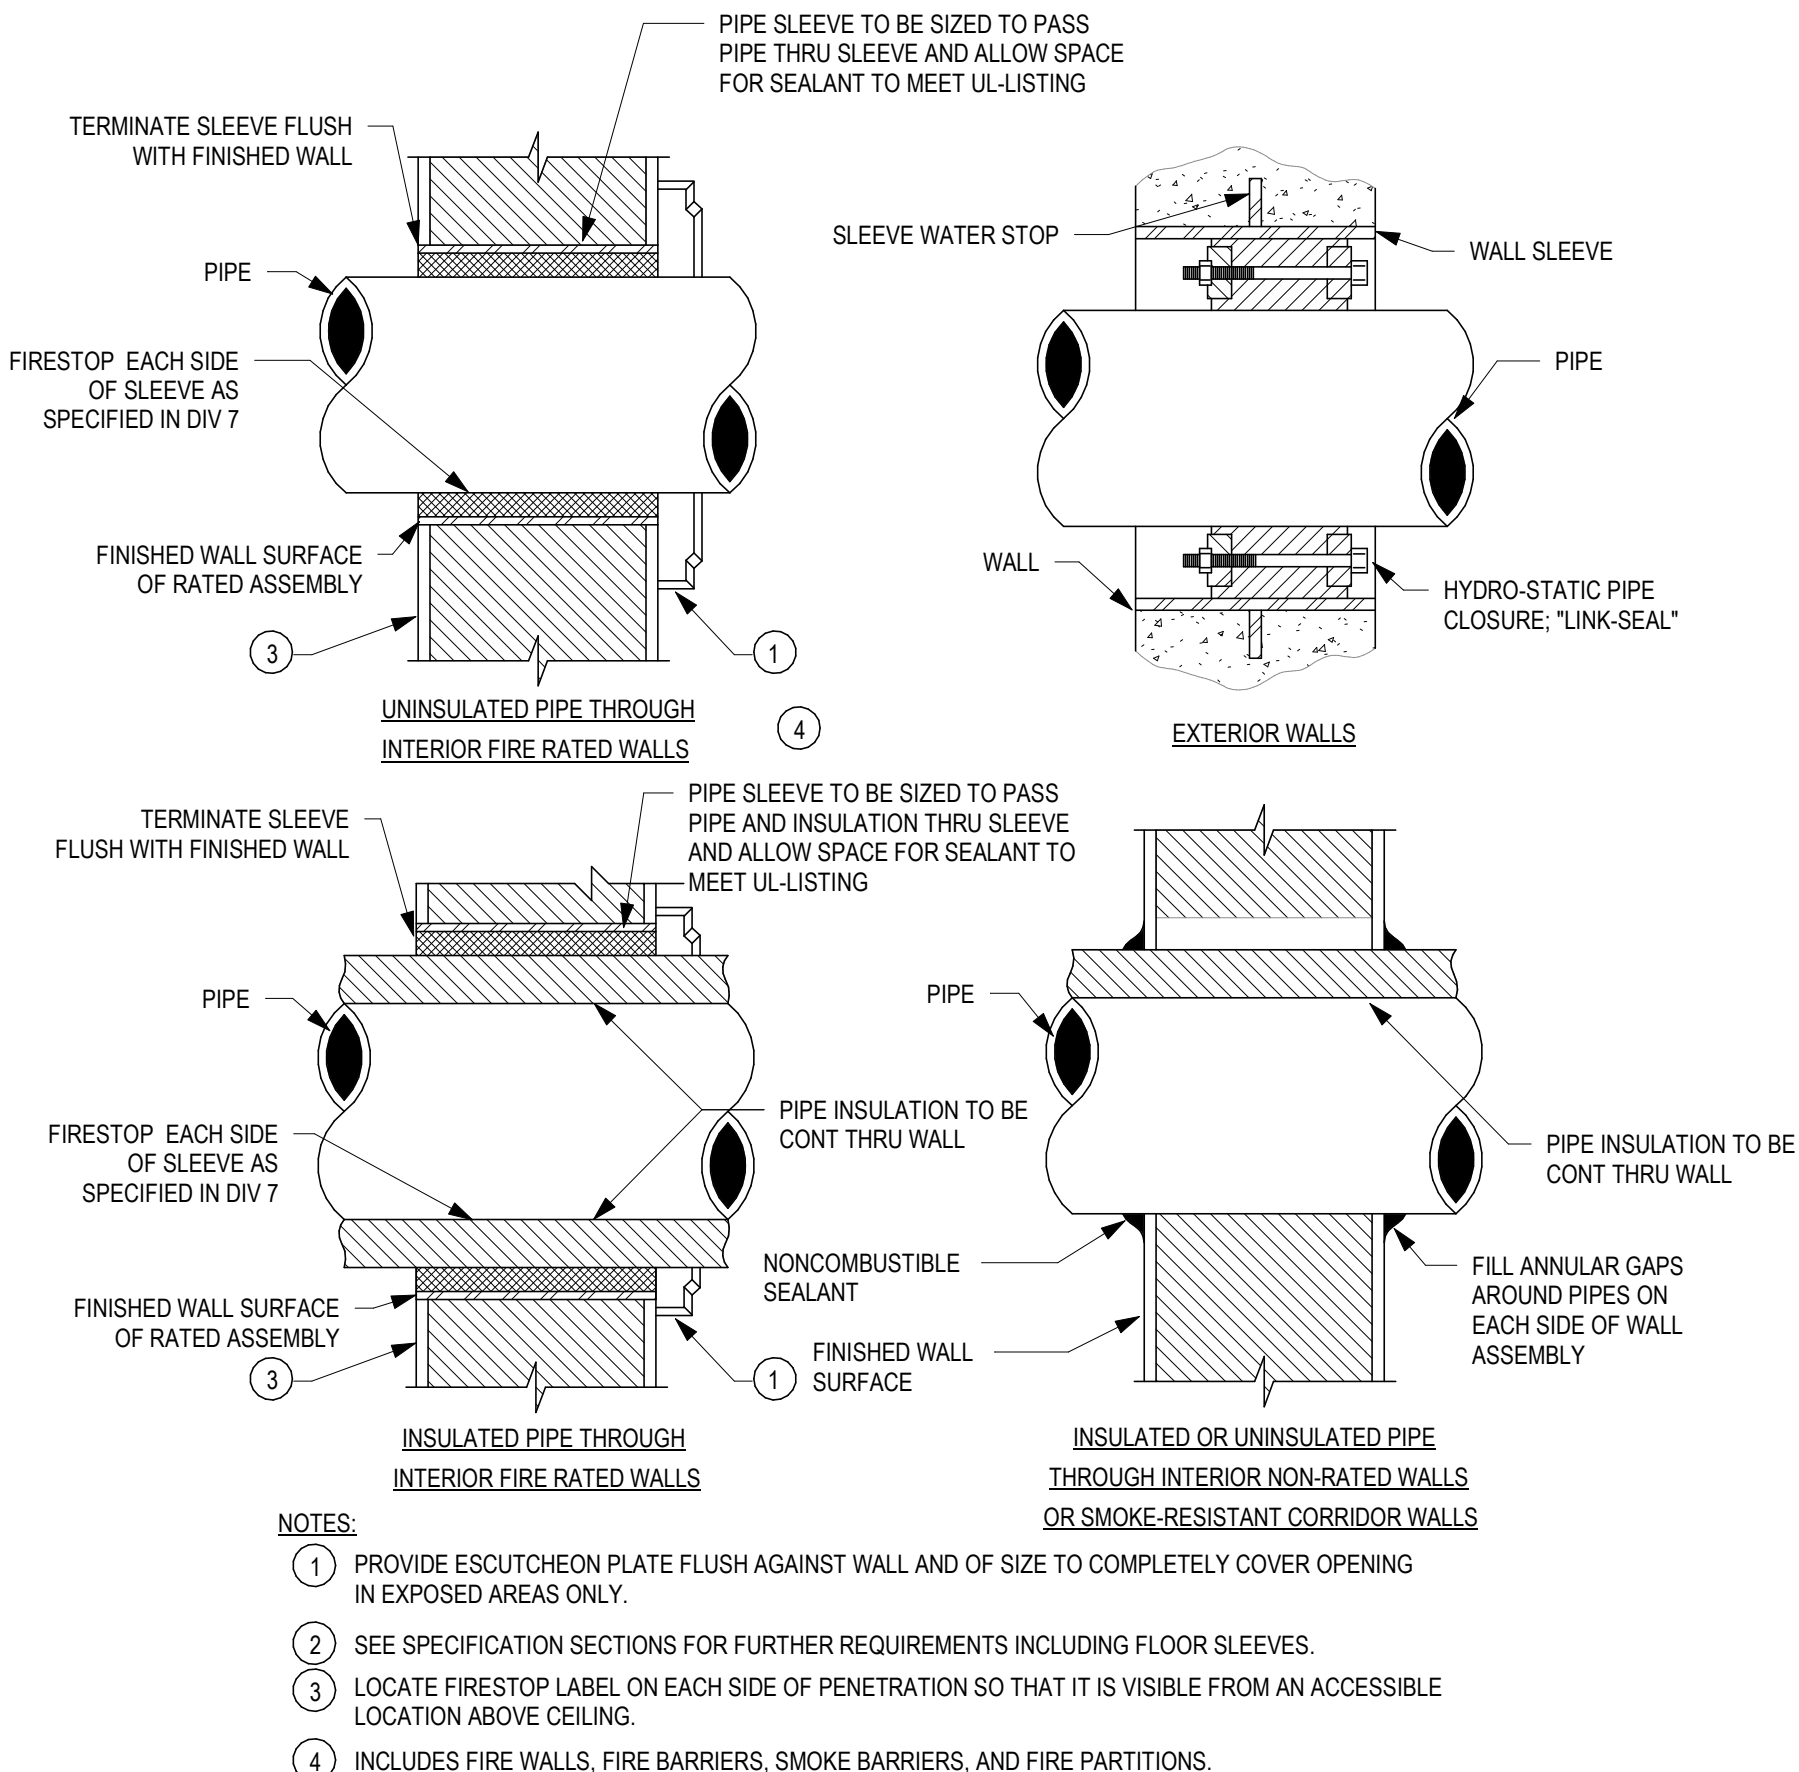 PIPE SLEEVE TO BE SIZED TO PASS
PIPE THRU SLEEVE AND ALLOW SPACE
FOR SEALANT TO MEET UL-LISTING
TERMINATE SLEEVE FLUSH
WITH FINISHED WALL
PIPE
FIRESTOP EACH SIDE
OF SLEEVE AS
SPECIFIED IN DIV 7
FINISHED WALL SURFACE
OF RATED ASSEMBLY
3
1
UNINSULATED PIPE THROUGH
INTERIOR FIRE RATED WALLS
4
SLEEVE WATER STOP
WALL SLEEVE
PIPE
WALL
HYDRO-STATIC PIPE
CLOSURE; "LINK-SEAL"
EXTERIOR WALLS
TERMINATE SLEEVE
FLUSH WITH FINISHED WALL
PIPE SLEEVE TO BE SIZED TO PASS
PIPE AND INSULATION THRU SLEEVE
AND ALLOW SPACE FOR SEALANT TO
MEET UL-LISTING
PIPE
FIRESTOP EACH SIDE
OF SLEEVE AS
SPECIFIED IN DIV 7
PIPE INSULATION TO BE
CONT THRU WALL
FINISHED WALL SURFACE
OF RATED ASSEMBLY
3
1
INSULATED PIPE THROUGH
INTERIOR FIRE RATED WALLS
PIPE
PIPE INSULATION TO BE
CONT THRU WALL
NONCOMBUSTIBLE
SEALANT
FINISHED WALL
SURFACE
FILL ANNULAR GAPS
AROUND PIPES ON
EACH SIDE OF WALL
ASSEMBLY
INSULATED OR UNINSULATED PIPE
THROUGH INTERIOR NON-RATED WALLS
OR SMOKE-RESISTANT CORRIDOR WALLS
NOTES:
1 PROVIDE ESCUTCHEON PLATE FLUSH AGAINST WALL AND OF SIZE TO COMPLETELY COVER OPENING
IN EXPOSED AREAS ONLY.
2 SEE SPECIFICATION SECTIONS FOR FURTHER REQUIREMENTS INCLUDING FLOOR SLEEVES.
3 LOCATE FIRESTOP LABEL ON EACH SIDE OF PENETRATION SO THAT IT IS VISIBLE FROM AN ACCESSIBLE
LOCATION ABOVE CEILING.
4 INCLUDES FIRE WALLS, FIRE BARRIERS, SMOKE BARRIERS, AND FIRE PARTITIONS.